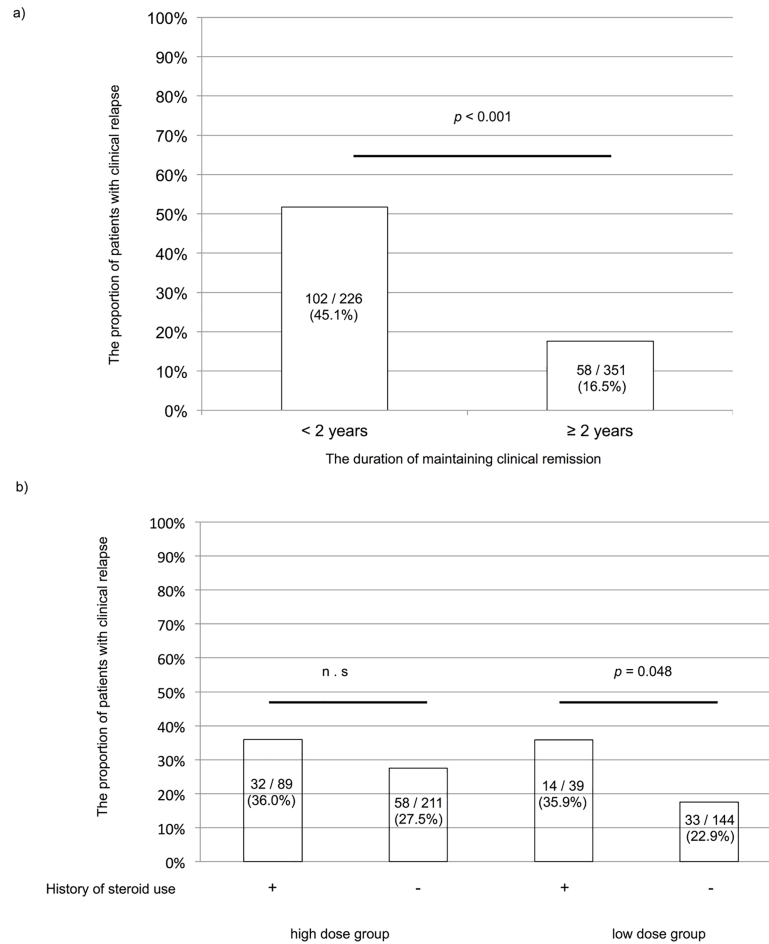 a)
The proportion of patients with clinical relapse
100%
90%
80%
70%
60%
50%
40%
30%
20%
10%
0%
p < 0.001
102 / 226
(45.1%)
58 / 351
(16.5%)
< 2 years
≥ 2 years
The duration of maintaining clinical remission
b)
The proportion of patients with clinical relapse
100%
90%
80%
70%
60%
50%
40%
30%
20%
10%
0%
n . s
p = 0.048
32 / 89
(36.0%)
58 / 211
(27.5%)
14 / 39
(35.9%)
33 / 144
(22.9%)
History of steroid use + - + -
high dose group low dose group